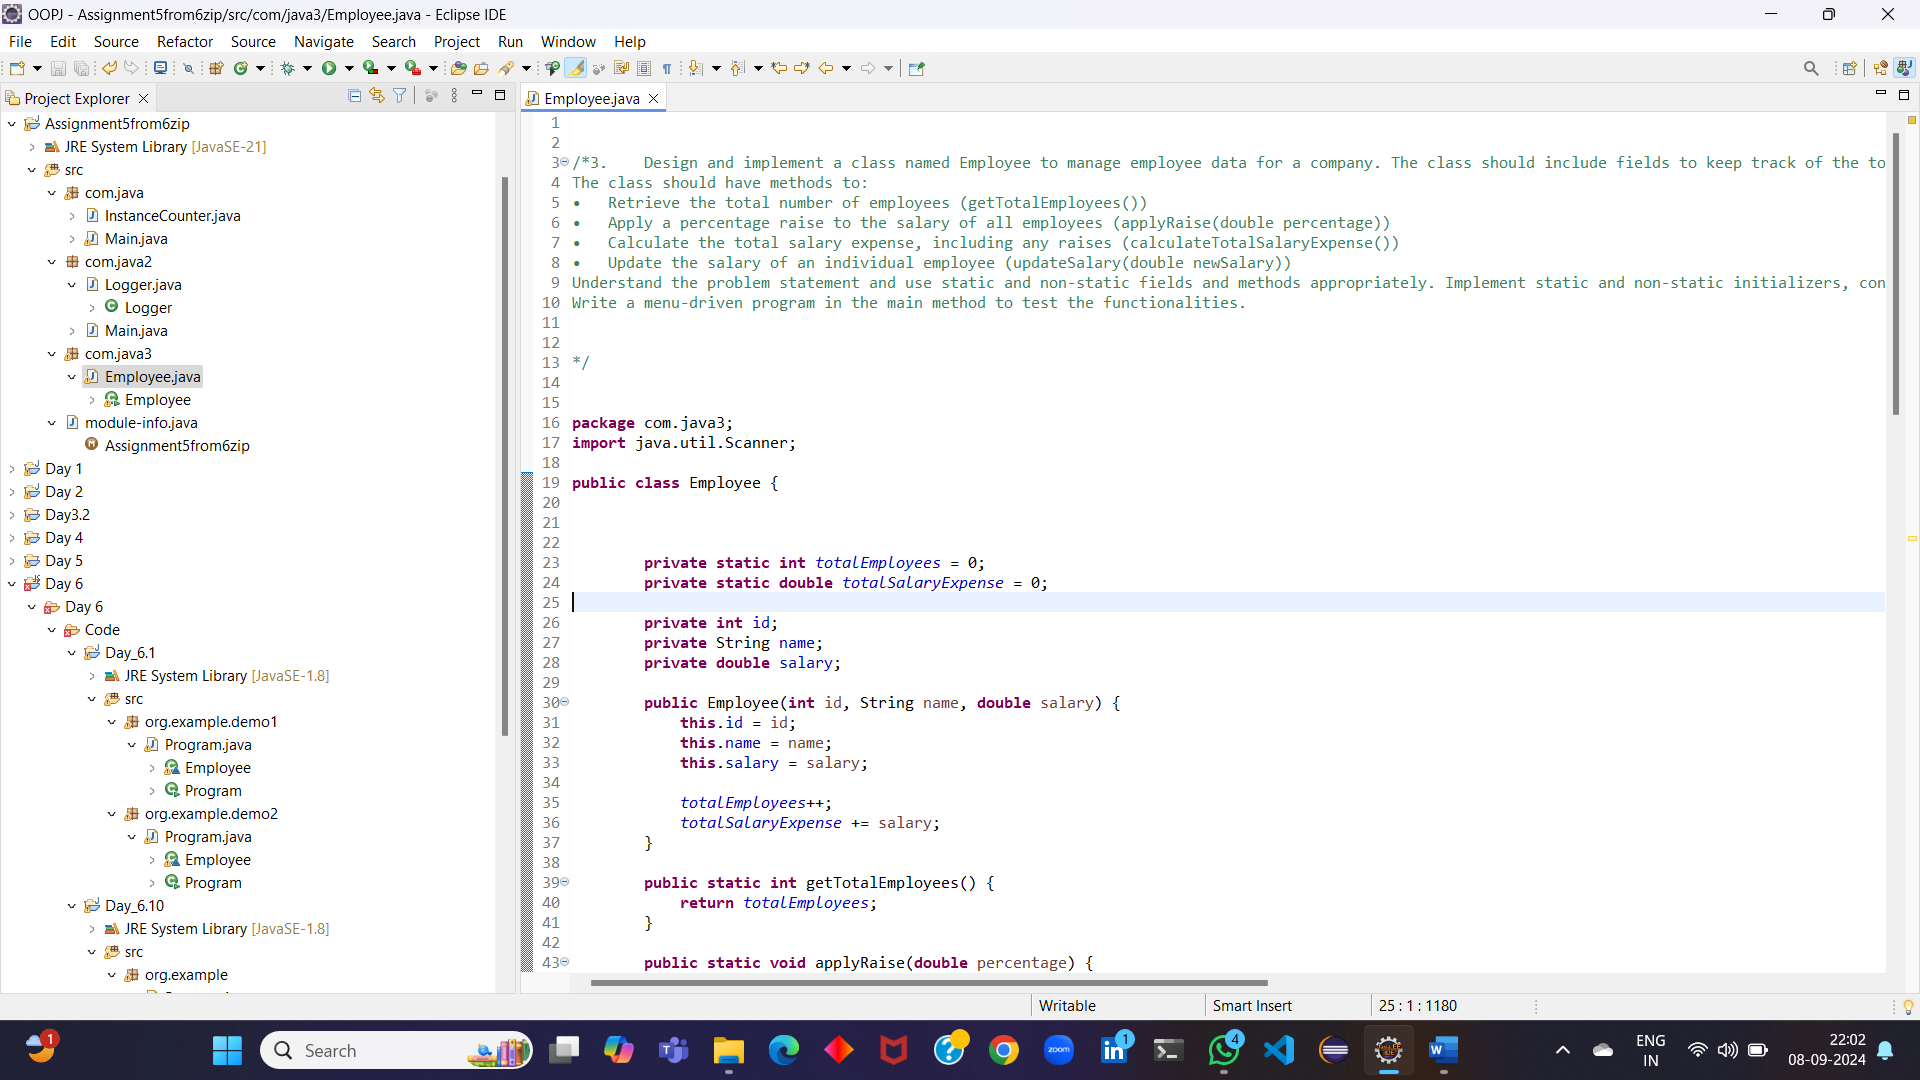 OOPJ - Assignment5from6zip/src/com/java3/Employee.java - Eclipse IDE
File Edit Source Refactor Source Navigate Search Project Run Window Help
Project Explorer
Assignment5from6zip
JRE System Library [JavaSE-21]
src
com.java
InstanceCounter.java
Main.java
com.java2
Logger.java
Logger
Main.java
com.java3
Employee.java
Employee
module-info.java
Assignment5from6zip
Day 1
Day 2
Day3.2
Day 4
Day 5
Day 6
Day 6
Code
Day_6.1
JRE System Library [JavaSE-1.8]
src
org.example.demo1
Program.java
Employee
Program
org.example.demo2
Program.java
Employee
Program
Day_6.10
JRE System Library [JavaSE-1.8]
src
org.example
Employee.java
1
2
3 /*3. Design and implement a class named Employee to manage employee data for a company. The class should include fields to keep track of the to
4 The class should have methods to:
5 • Retrieve the total number of employees (getTotalEmployees())
6 • Apply a percentage raise to the salary of all employees (applyRaise(double percentage))
7 • Calculate the total salary expense, including any raises (calculateTotalSalaryExpense())
8 • Update the salary of an individual employee (updateSalary(double newSalary))
9 Understand the problem statement and use static and non-static fields and methods appropriately. Implement static and non-static initializers, con
10 Write a menu-driven program in the main method to test the functionalities.
11
12
13 */
14
15
16 package com.java3;
17 import java.util.Scanner;
18
19 public class Employee {
20
21
22
23 private static int totalEmployees = 0;
24 private static double totalSalaryExpense = 0;
25
26 private int id;
27 private String name;
28 private double salary;
29
30 public Employee(int id, String name, double salary) {
31 this.id = id;
32 this.name = name;
33 this.salary = salary;
34
35 totalEmployees++;
36 totalSalaryExpense += salary;
37 }
38
39 public static int getTotalEmployees() {
40 return totalEmployees;
41 }
42
43 public static void applyRaise(double percentage) {
Writable Smart Insert 25 : 1 : 1180
1
Search
zoom
1
4
ENG
IN
22:02
08-09-2024